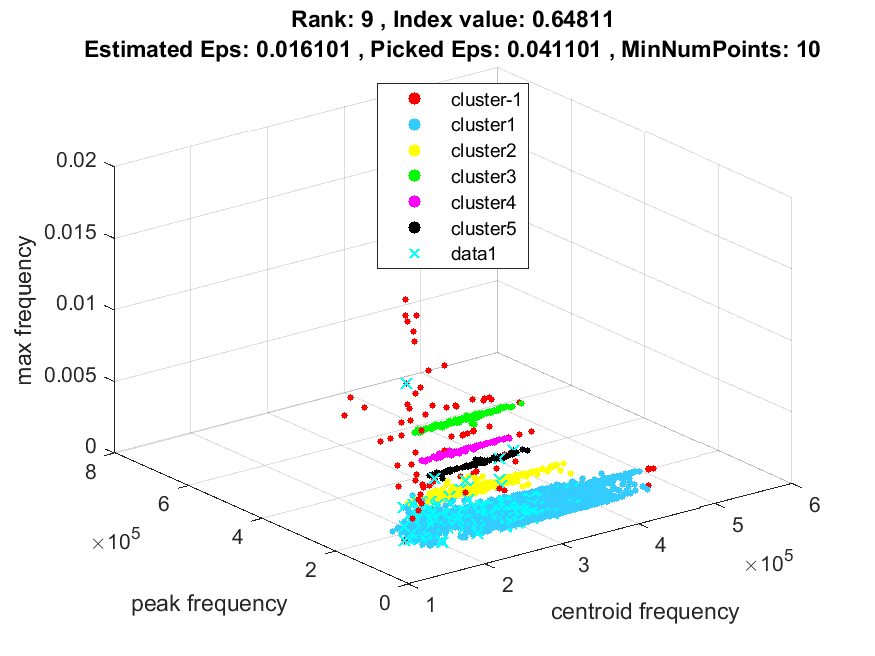 Rank: 9 , Index value: 0.64811
Estimated Eps: 0.016101 , Picked Eps: 0.041101 , MinNumPoints: 10
cluster-1
cluster1
cluster2
cluster3
cluster4
cluster5
data1
0.02
0.015
0.01
0.005
0
max frequency
8
6
4
2
0
×10^5
peak frequency
1
2
3
4
5
6
×10^5
centroid frequency